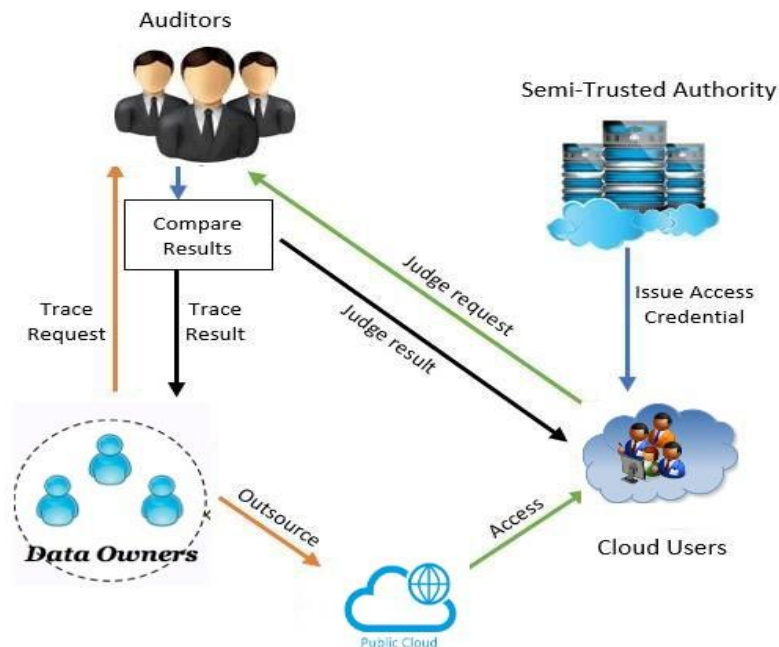 Auditors
Semi-Trusted Authority
Compare
Results
Trace
Request
Trace
Result
Judge request
Judge result
Issue Access
Credential
Data Owners
Outsource
Access
Cloud Users
Public Cloud